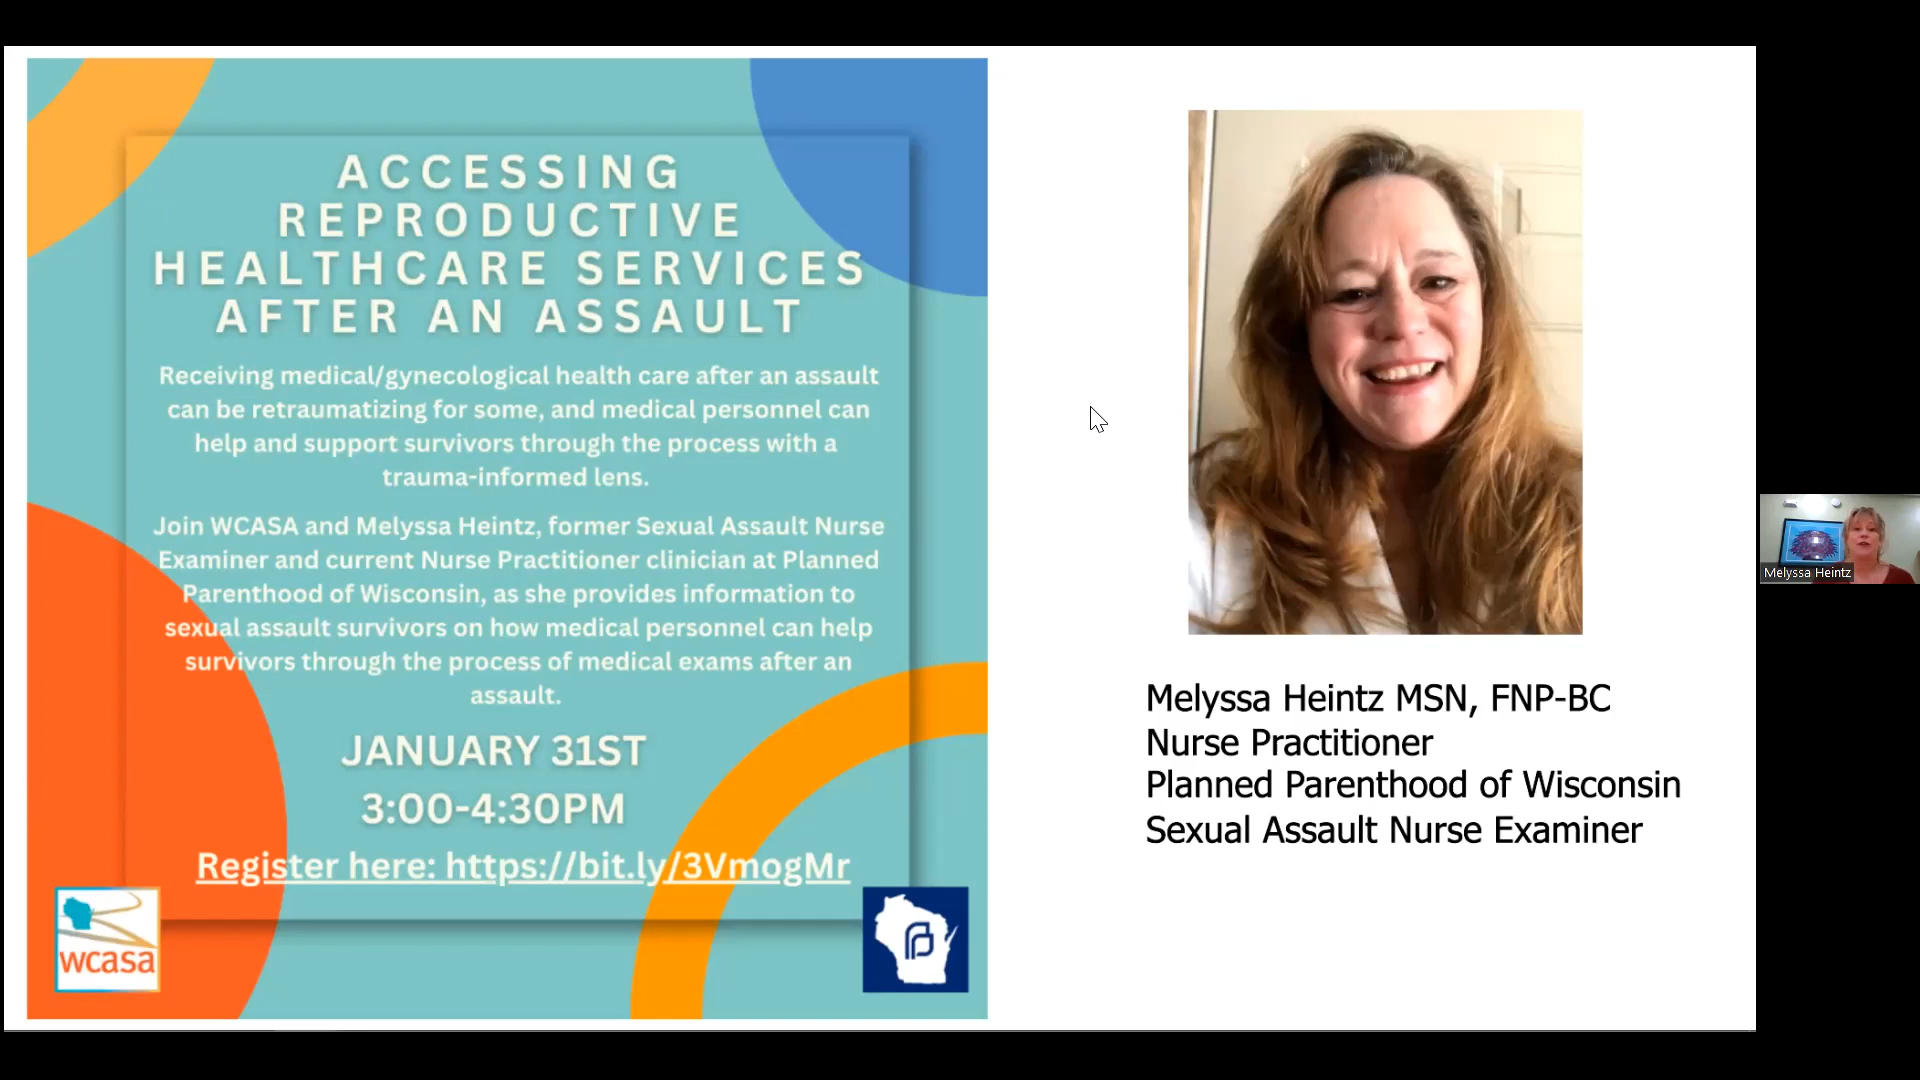 ACCESSING
REPRODUCTIVE
HEALTHCARE SERVICES
AFTER AN ASSAULT
Receiving medical/gynecological health care after an assault
can be retraumatizing for some, and medical personnel can
help and support survivors through the process with a
trauma-informed lens.
Join WCASA and Melyssa Heintz, former Sexual Assault Nurse
Examiner and current Nurse Practitioner clinician at Planned
Parenthood of Wisconsin, as she provides information to
sexual assault survivors on how medical personnel can help
survivors through the process of medical exams after an
assault.
JANUARY 31ST
3:00-4:30PM
Register here: https://bit.ly/3VmogMr
wcasa
Melyssa Heintz MSN, FNP-BC
Nurse Practitioner
Planned Parenthood of Wisconsin
Sexual Assault Nurse Examiner
Melyssa Heintz